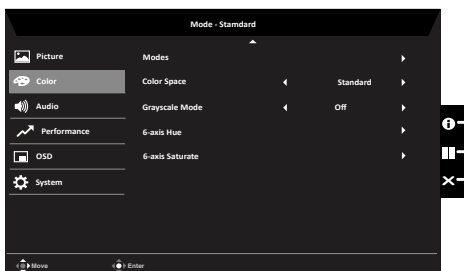 Mode - Stamdard
Picture
Color
Audio
Performance
OSD
System
Modes
Color Space Standard
Grayscale Mode Off
6-axis Hue
6-axis Saturate
Move Enter